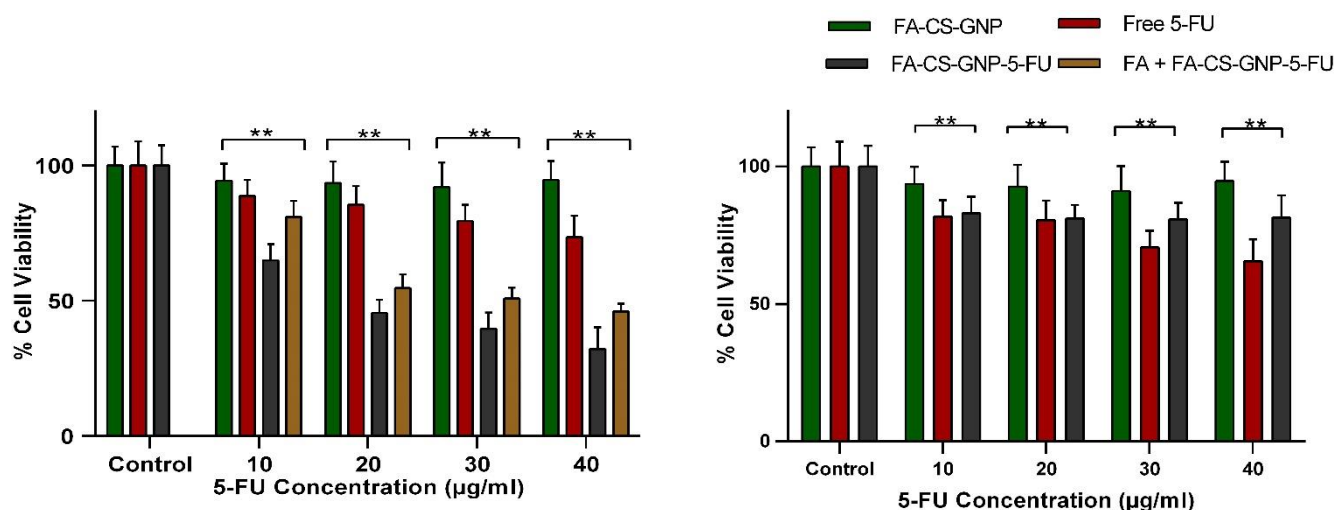 FA-CS-GNP
Free 5-FU
FA-CS-GNP-5-FU
FA + FA-CS-GNP-5-FU
% Cell Viability
100
50
0
** ** ** **
Control 10 20 30 40
5-FU Concentration (µg/ml)
% Cell Viability
100
50
0
** ** ** **
Control 10 20 30 40
5-FU Concentration (µg/ml)